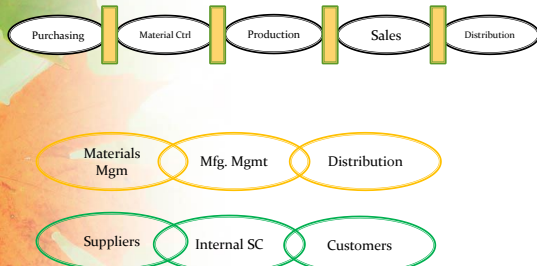 Purchasing
Material Ctrl
Production
Sales
Distribution
Materials
Mgm
Mfg. Mgmt
Distribution
Suppliers
Internal SC
Customers